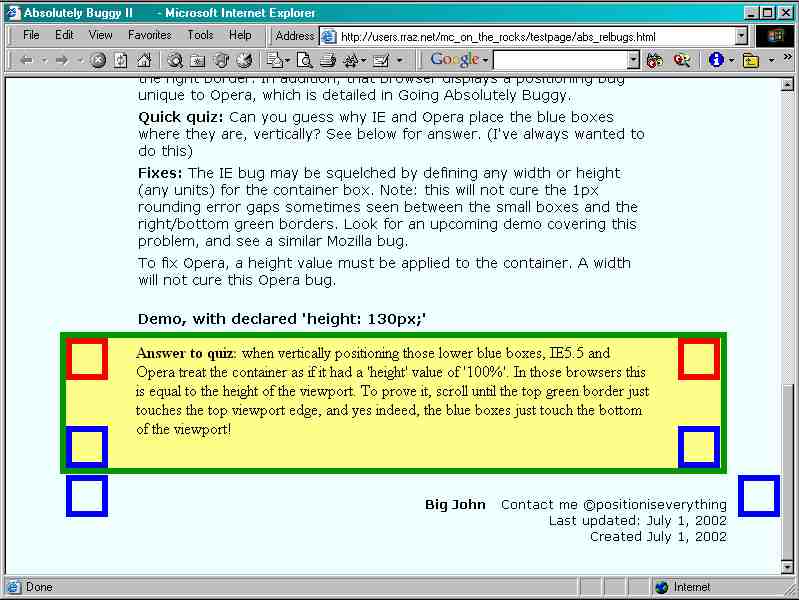 Absolutely Buggy II - Microsoft Internet Explorer
File Edit View Favorites Tools Help Address http://users.rraz.net/mc_on_the_rocks/testpage/abs_relbugs.html
Google
the right border. In addition, that browser displays a positioning bug
unique to Opera, which is detailed in Going Absolutely Buggy.
Quick quiz: Can you guess why IE and Opera place the blue boxes
where they are, vertically? See below for answer. (I've always wanted to
do this)
Fixes: The IE bug may be squelched by defining any width or height
(any units) for the container box. Note: this will not cure the 1px
rounding error gaps sometimes seen between the small boxes and the
right/bottom green borders. Look for an upcoming demo covering this
problem, and see a similar Mozilla bug.
To fix Opera, a height value must be applied to the container. A width
will not cure this Opera bug.
Demo, with declared 'height: 130px;'
Answer to quiz: when vertically positioning those lower blue boxes, IE5.5 and
Opera treat the container as if it had a 'height' value of '100%'. In those browsers this
is equal to the height of the viewport. To prove it, scroll until the top green border just
touches the top viewport edge, and yes indeed, the blue boxes just touch the bottom
of the viewport!
Big John Contact me ©positioniseverything
Last updated: July 1, 2002
Created July 1, 2002
Done Internet